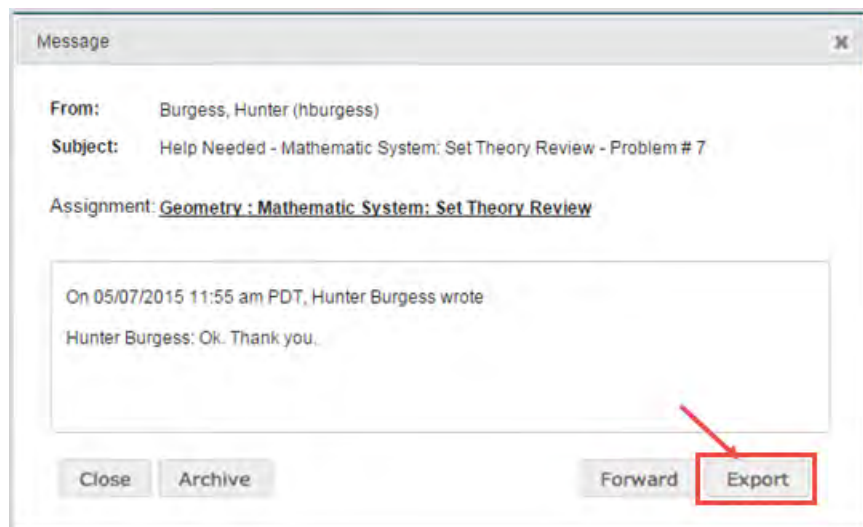 Message
From: Burgess, Hunter (hburgess)
Subject: Help Needed - Mathematic System: Set Theory Review - Problem # 7
Assignment: Geometry : Mathematic System: Set Theory Review
On 05/07/2015 11:55 am PDT, Hunter Burgess wrote
Hunter Burgess: Ok. Thank you.
Close Archive Forward Export